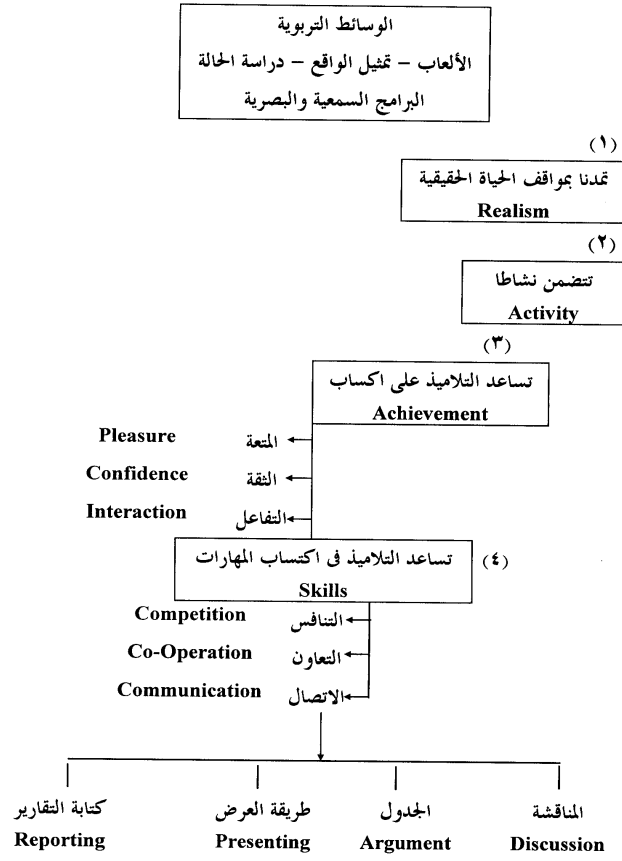 الوسائط التربوية
الألعاب – تمثيل الواقع – دراسة الحالة
البرامج السمعية والبصرية
(١)
تمدنا بمواقف الحياة الحقيقية
Realism
(٢)
تتضمن نشاطا
Activity
(٣)
تساعد التلاميذ على اكساب
Achievement
المتعة Pleasure
الثقة Confidence
التفاعل Interaction
(٤) تساعد التلاميذ فى اكتساب المهارات
Skills
التنافس Competition
التعاون Co-Operation
الاتصال Communication
المناقشة الجدول طريقة العرض كتابة التقارير
Reporting Presenting Argument Discussion